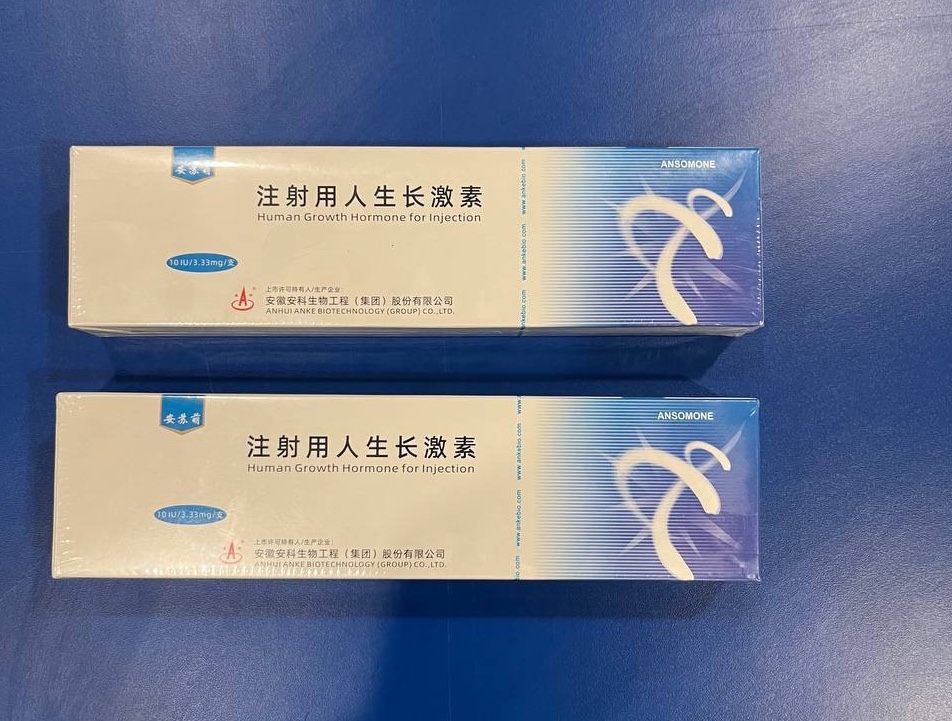 安苏萌
ANSOMONE
注射用人生长激素
Human Growth Hormone for Injection
www.ankebio.com
www.ankebio.com
10 IU/3.33mg/支
上市许可持有人/生产企业:
安徽安科生物工程（集团）股份有限公司
ANHUI ANKE BIOTECHNOLOGY (GROUP) CO.,LTD.
ankebio.com
安苏萌
ANSOMONE
注射用人生长激素
Human Growth Hormone for Injection
www.ankebio.com
www.ankebio.com
10 IU/3.33mg/支
上市许可持有人/生产企业:
安徽安科生物工程（集团）股份有限公司
ANHUI ANKE BIOTECHNOLOGY (GROUP) CO.,LTD.